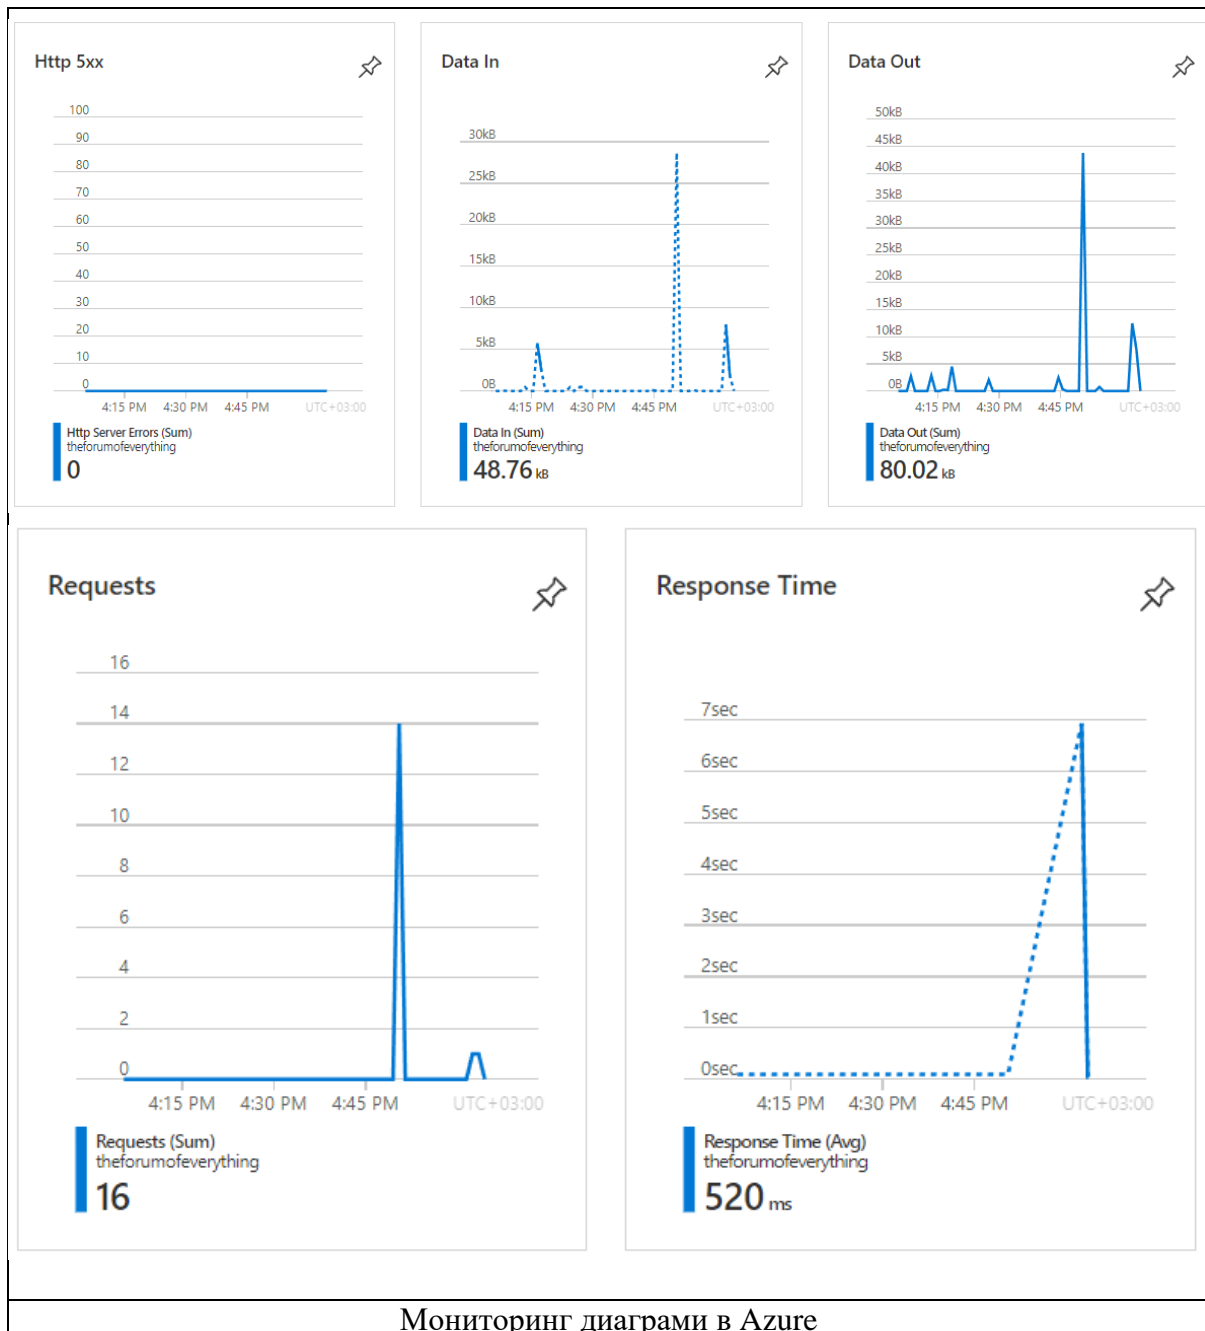 Http 5xx
100
90
80
70
60
50
40
30
20
10
0
4:15 PM 4:30 PM 4:45 PM UTC+03:00
Http Server Errors (Sum)
theforumofeverything
0
Data In
30kB
25kB
20kB
15kB
10kB
5kB
0B
4:15 PM 4:30 PM 4:45 PM UTC+03:00
Data In (Sum)
theforumofeverything
48.76 kB
Data Out
50kB
45kB
40kB
35kB
30kB
25kB
20kB
15kB
10kB
5kB
0B
4:15 PM 4:30 PM 4:45 PM UTC+03:00
Data Out (Sum)
theforumofeverything
80.02 kB
Requests
16
14
12
10
8
6
4
2
0
4:15 PM 4:30 PM 4:45 PM UTC+03:00
Requests (Sum)
theforumofeverything
16
Response Time
7sec
6sec
5sec
4sec
3sec
2sec
1sec
0sec
4:15 PM 4:30 PM 4:45 PM UTC+03:00
Response Time (Avg)
theforumofeverything
520 ms
Мониторинг диаграми в Azure